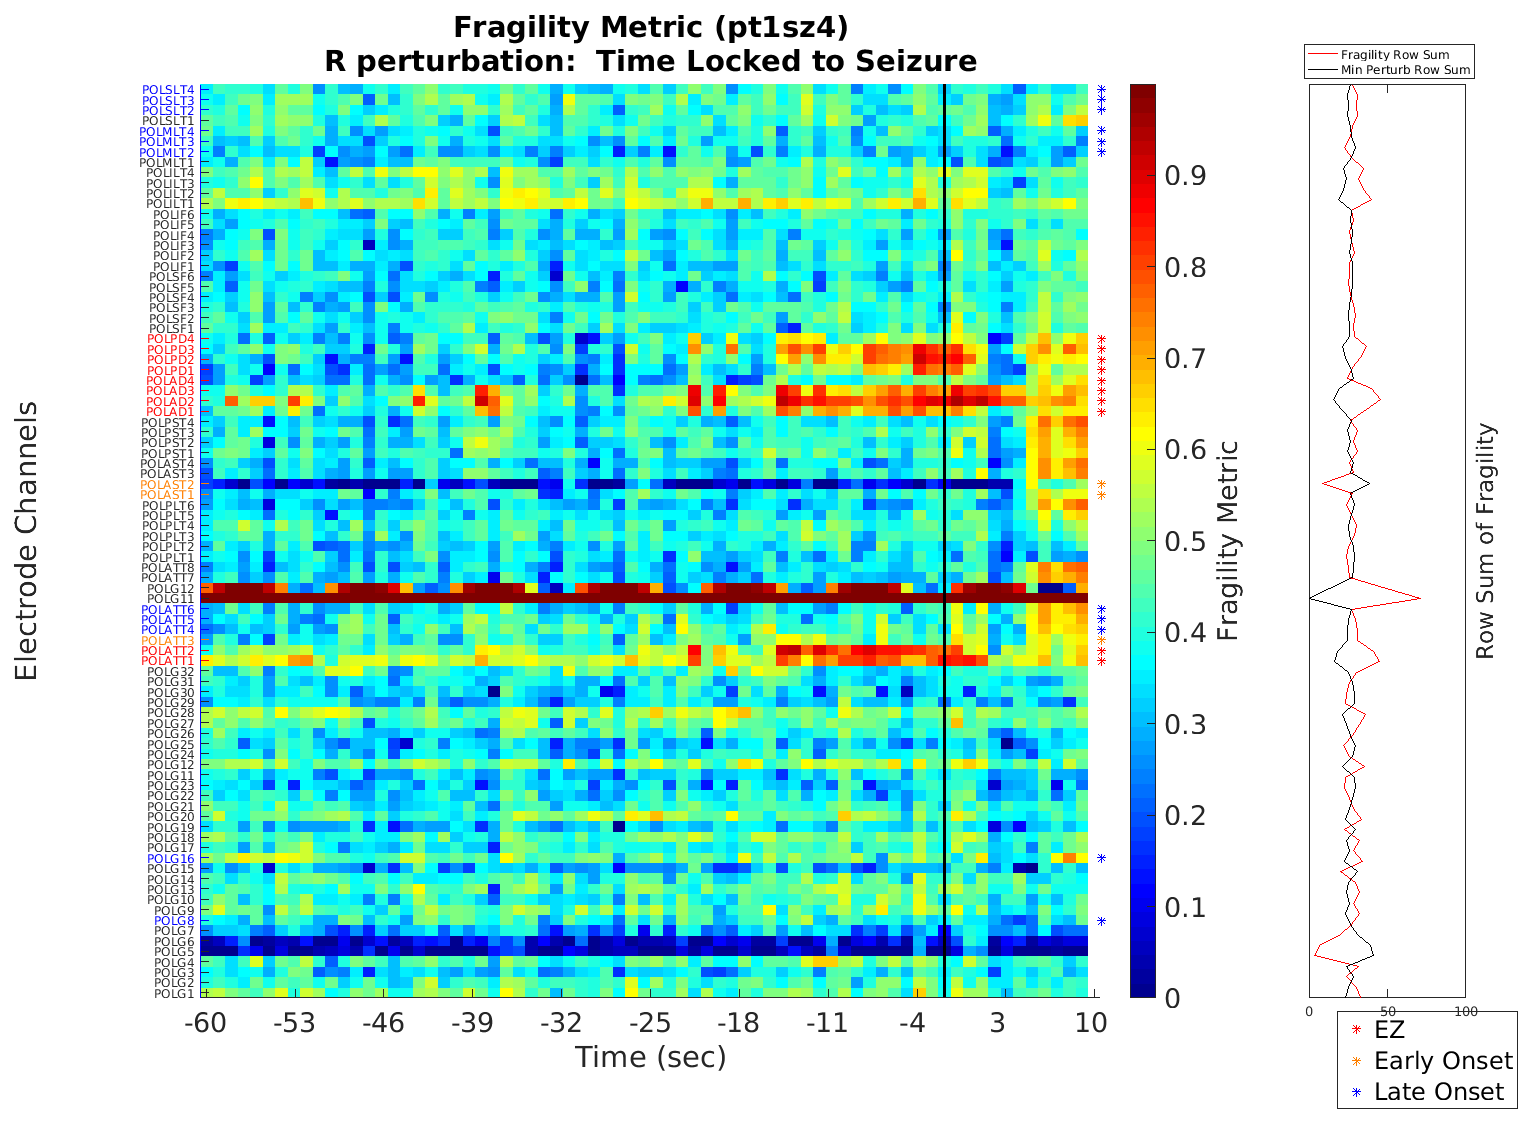 Fragility Metric (pt1sz4)
R perturbation:  Time Locked to Seizure
Electrode Channels
POLSLT4
POLSLT3
POLSLT2
POLSLT1
POLMLT4
POLMLT3
POLMLT2
POLMLT1
POLILT4
POLILT3
POLILT2
POLILT1
POLIF6
POLIF5
POLIF4
POLIF3
POLIF2
POLIF1
POLSF6
POLSF5
POLSF4
POLSF3
POLSF2
POLSF1
POLPD4
POLPD3
POLPD2
POLPD1
POLAD4
POLAD3
POLAD2
POLAD1
POLPST4
POLPST3
POLPST2
POLPST1
POLAST4
POLAST3
POLAST2
POLAST1
POLPLT6
POLPLT5
POLPLT4
POLPLT3
POLPLT2
POLPLT1
POLATT8
POLATT7
POLG12
POLG11
POLATT6
POLATT5
POLATT4
POLATT3
POLATT2
POLATT1
POLG32
POLG31
POLG30
POLG29
POLG28
POLG27
POLG26
POLG25
POLG24
POLG12
POLG11
POLG23
POLG22
POLG21
POLG20
POLG19
POLG18
POLG17
POLG16
POLG15
POLG14
POLG13
POLG10
POLG9
POLG8
POLG7
POLG6
POLG5
POLG4
POLG3
POLG2
POLG1
-60 -53 -46 -39 -32 -25 -18 -11 -4 3 10
Time (sec)
0.9
0.8
0.7
0.6
0.5
0.4
0.3
0.2
0.1
0
Fragility Metric
Fragility Row Sum
Min Perturb Row Sum
0 50 100
Row Sum of Fragility
EZ
Early Onset
Late Onset